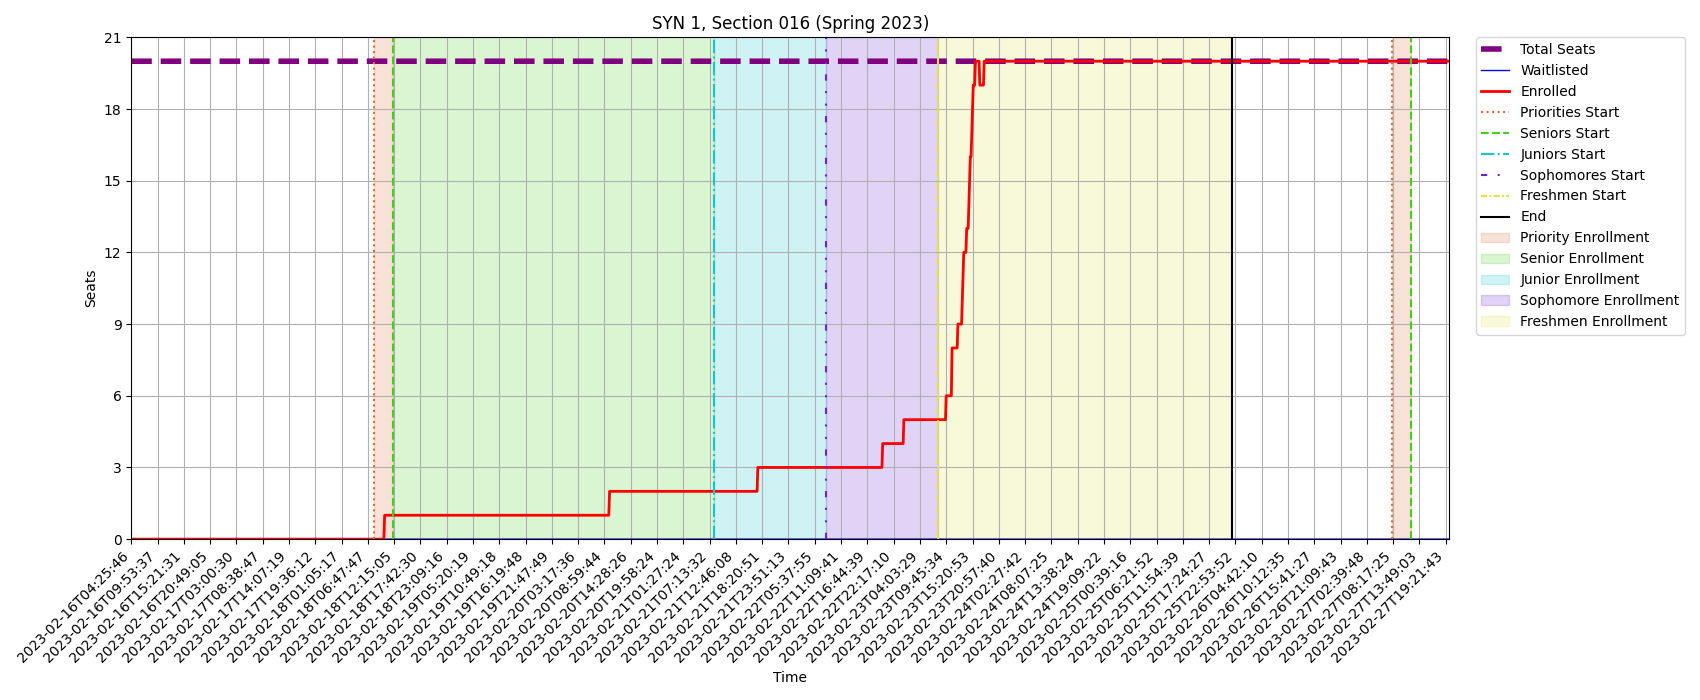 SYN 1, Section 016 (Spring 2023)
21
18
15
12
9
6
3
0
Seats
2023-02-16T04:25:46
2023-02-16T09:53:37
2023-02-16T15:21:31
2023-02-16T20:49:05
2023-02-17T03:00:30
2023-02-17T08:38:47
2023-02-17T14:07:19
2023-02-17T19:36:12
2023-02-18T01:05:17
2023-02-18T06:47:47
2023-02-18T12:15:05
2023-02-18T17:42:30
2023-02-18T23:09:16
2023-02-19T05:20:19
2023-02-19T10:49:18
2023-02-19T16:19:48
2023-02-19T21:47:49
2023-02-20T03:17:36
2023-02-20T08:59:44
2023-02-20T14:28:26
2023-02-20T19:58:24
2023-02-21T01:27:24
2023-02-21T07:13:32
2023-02-21T12:46:08
2023-02-21T18:20:51
2023-02-21T23:51:13
2023-02-22T05:37:55
2023-02-22T11:09:41
2023-02-22T16:44:39
2023-02-22T22:17:10
2023-02-23T04:03:29
2023-02-23T09:45:34
2023-02-23T15:20:53
2023-02-23T20:57:40
2023-02-24T02:27:42
2023-02-24T08:07:25
2023-02-24T13:38:24
2023-02-24T19:09:22
2023-02-25T00:39:16
2023-02-25T06:21:52
2023-02-25T11:54:39
2023-02-25T17:24:27
2023-02-25T22:53:52
2023-02-26T04:42:10
2023-02-26T10:12:35
2023-02-26T15:41:27
2023-02-26T21:09:43
2023-02-27T02:39:48
2023-02-27T08:17:25
2023-02-27T13:49:03
2023-02-27T19:21:43
Time
Total Seats
Waitlisted
Enrolled
Priorities Start
Seniors Start
Juniors Start
Sophomores Start
Freshmen Start
End
Priority Enrollment
Senior Enrollment
Junior Enrollment
Sophomore Enrollment
Freshmen Enrollment